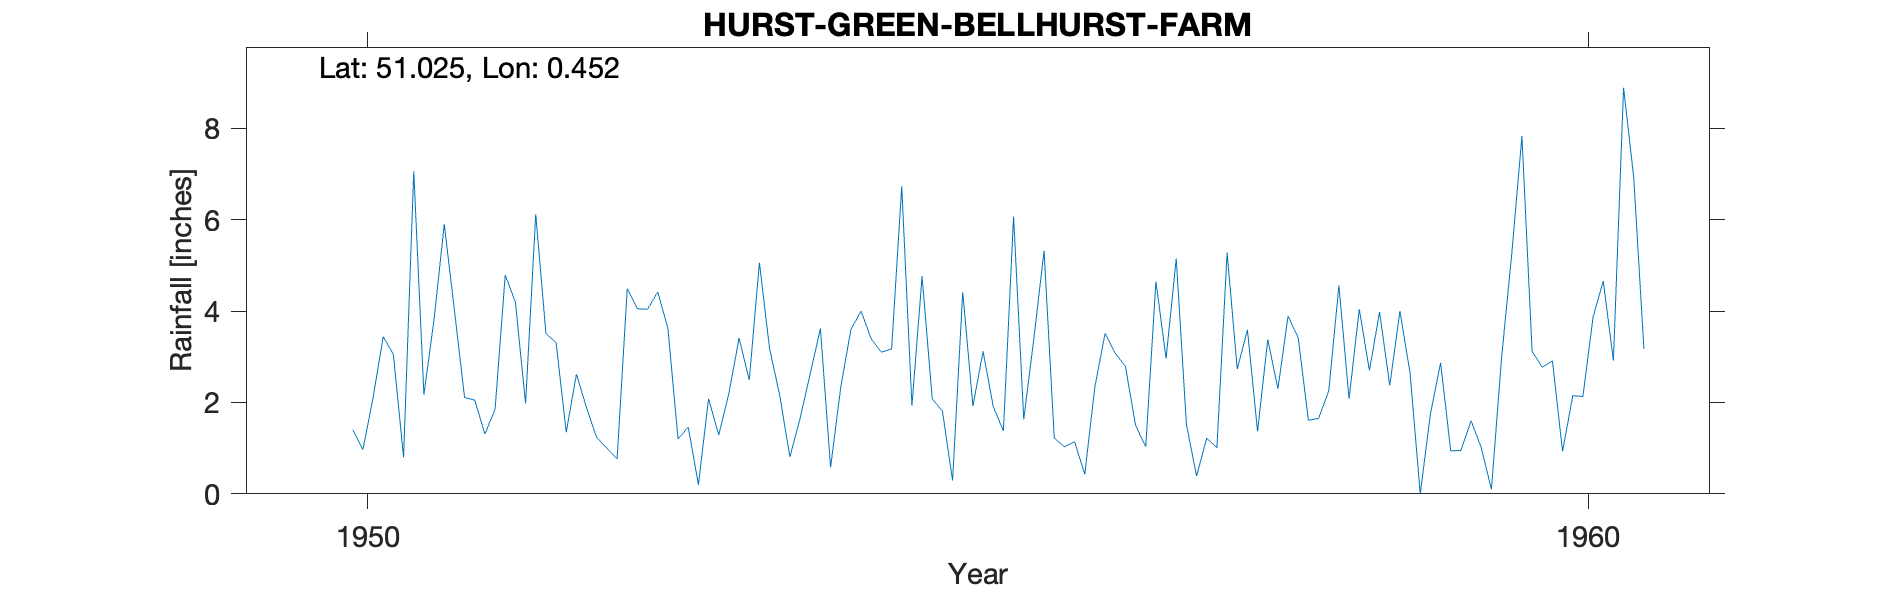 HURST-GREEN-BELLHURST-FARM
Lat: 51.025, Lon: 0.452
8
6
4
2
0
Rainfall [inches]
1950
1960
Year